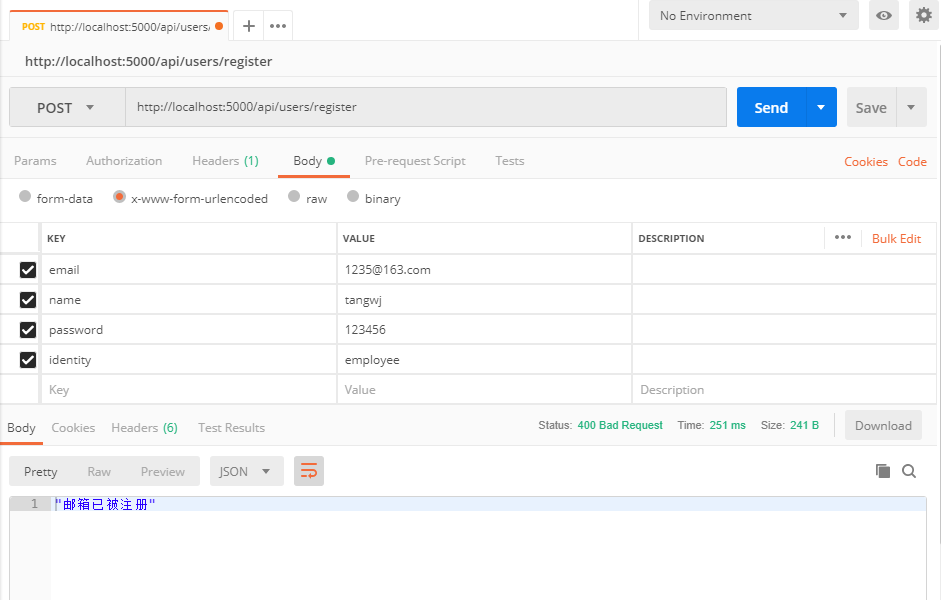 POST http://localhost:5000/api/users/ + ••• No Environment
http://localhost:5000/api/users/register
POST http://localhost:5000/api/users/register Send Save
Params Authorization Headers (1) Body Pre-request Script Tests Cookies Code
form-data x-www-form-urlencoded raw binary
KEY VALUE DESCRIPTION ••• Bulk Edit
email 1235@163.com
name tangwj
password 123456
identity employee
Key Value Description
Body Cookies Headers (6) Test Results Status: 400 Bad Request Time: 251 ms Size: 241 B Download
Pretty Raw Preview JSON
1 "邮箱已被注册"